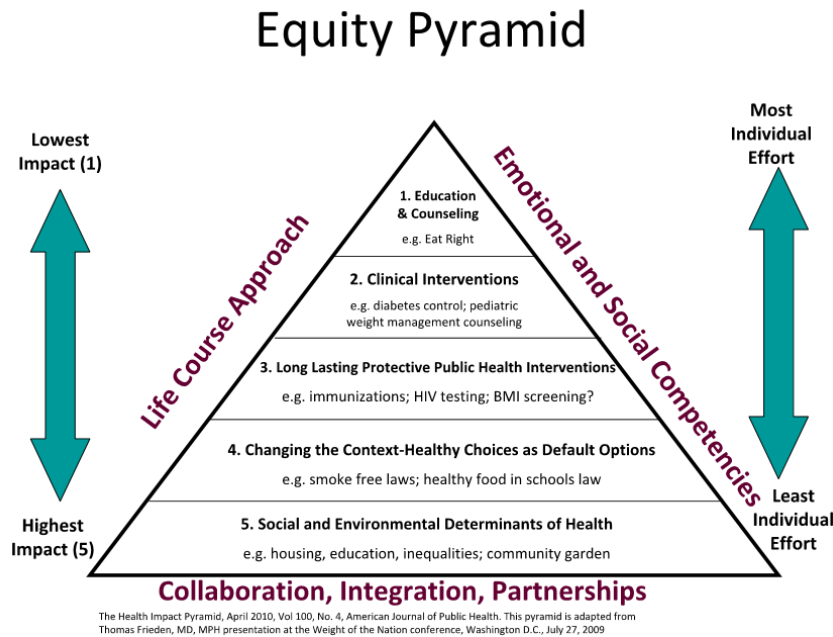 Equity Pyramid
Lowest
Impact (1)
Most
Individual
Effort
Life Course Approach
Emotional and Social Competencies
1. Education
& Counseling
e.g. Eat Right
2. Clinical Interventions
e.g. diabetes control; pediatric
weight management counseling
3. Long Lasting Protective Public Health Interventions
e.g. immunizations; HIV testing; BMI screening?
4. Changing the Context-Healthy Choices as Default Options
e.g. smoke free laws; healthy food in schools law
5. Social and Environmental Determinants of Health
e.g. housing, education, inequalities; community garden
Highest
Impact (5)
Least
Individual
Effort
Collaboration, Integration, Partnerships
The Health Impact Pyramid, April 2010, Vol 100, No. 4, American Journal of Public Health. This pyramid is adapted from
Thomas Frieden, MD, MPH presentation at the Weight of the Nation conference, Washington D.C., July 27, 2009